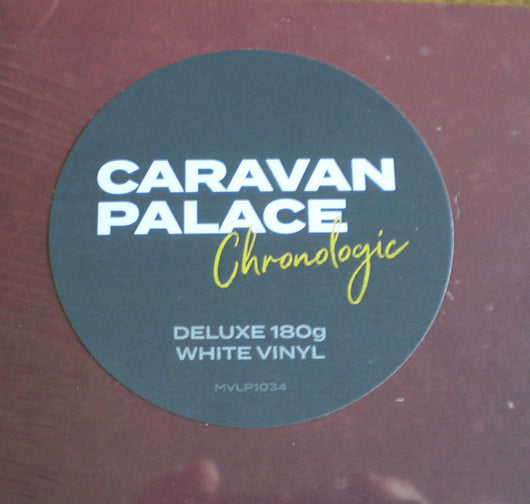 CARAVAN
PALACE
Chronologic
DELUXE 180g
WHITE VINYL
MVLP1034